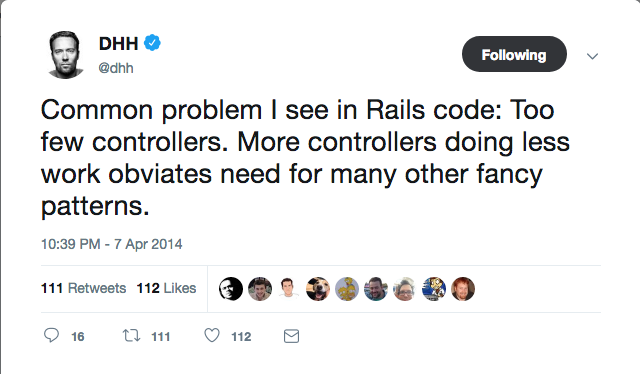 DHH
Following
@dhh
Common problem I see in Rails code: Too
few controllers. More controllers doing less
work obviates need for many other fancy
patterns.
10:39 PM - 7 Apr 2014
111 Retweets 112 Likes
16 111 112